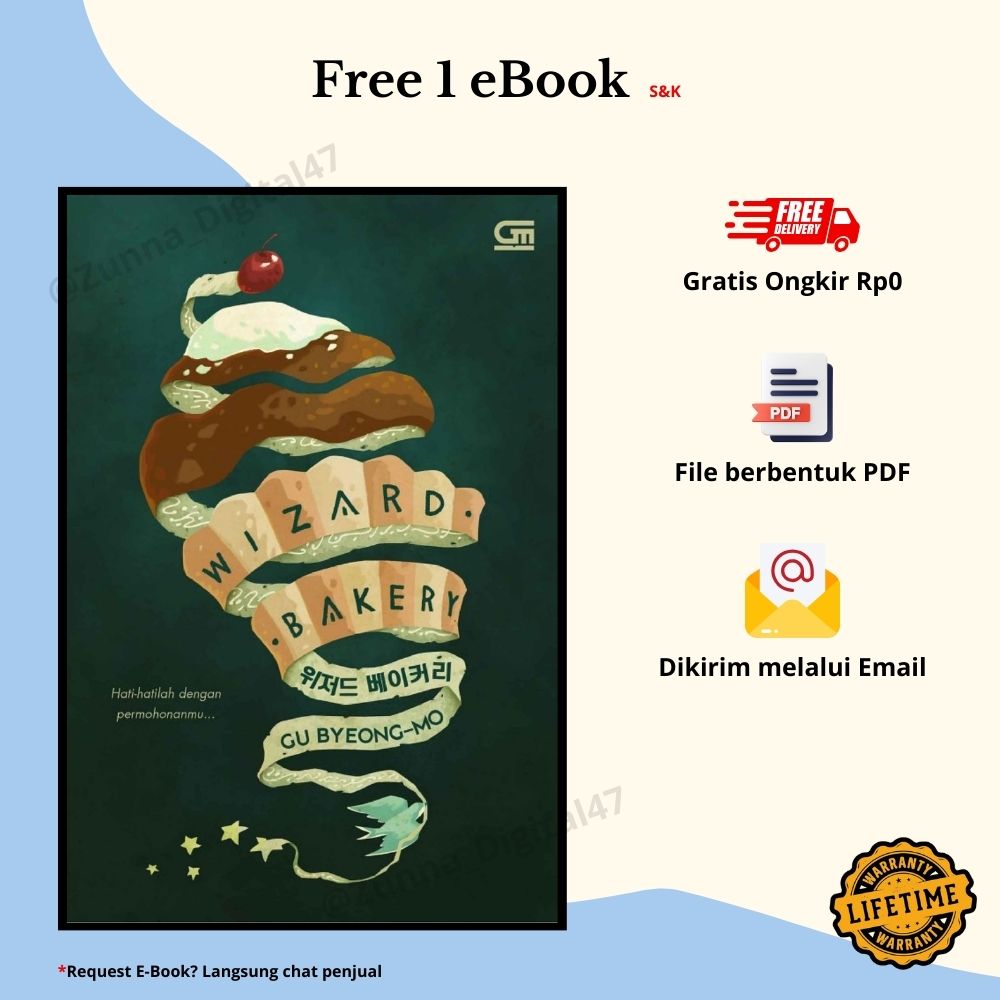 Free 1 eBook S&K
@Zunna_Digital47
GM
WIZARD
BAKERY
위저드 베이커리
GU BYEONG-MO
Hati-hatilah dengan
permohonanmu...
FREE
DELIVERY
Gratis Ongkir Rp0
PDF
File berbentuk PDF
@
Dikirim melalui Email
@Zunna_Digital47
WARRANTY
LIFETIME
WARRANTY
*Request E-Book? Langsung chat penjual